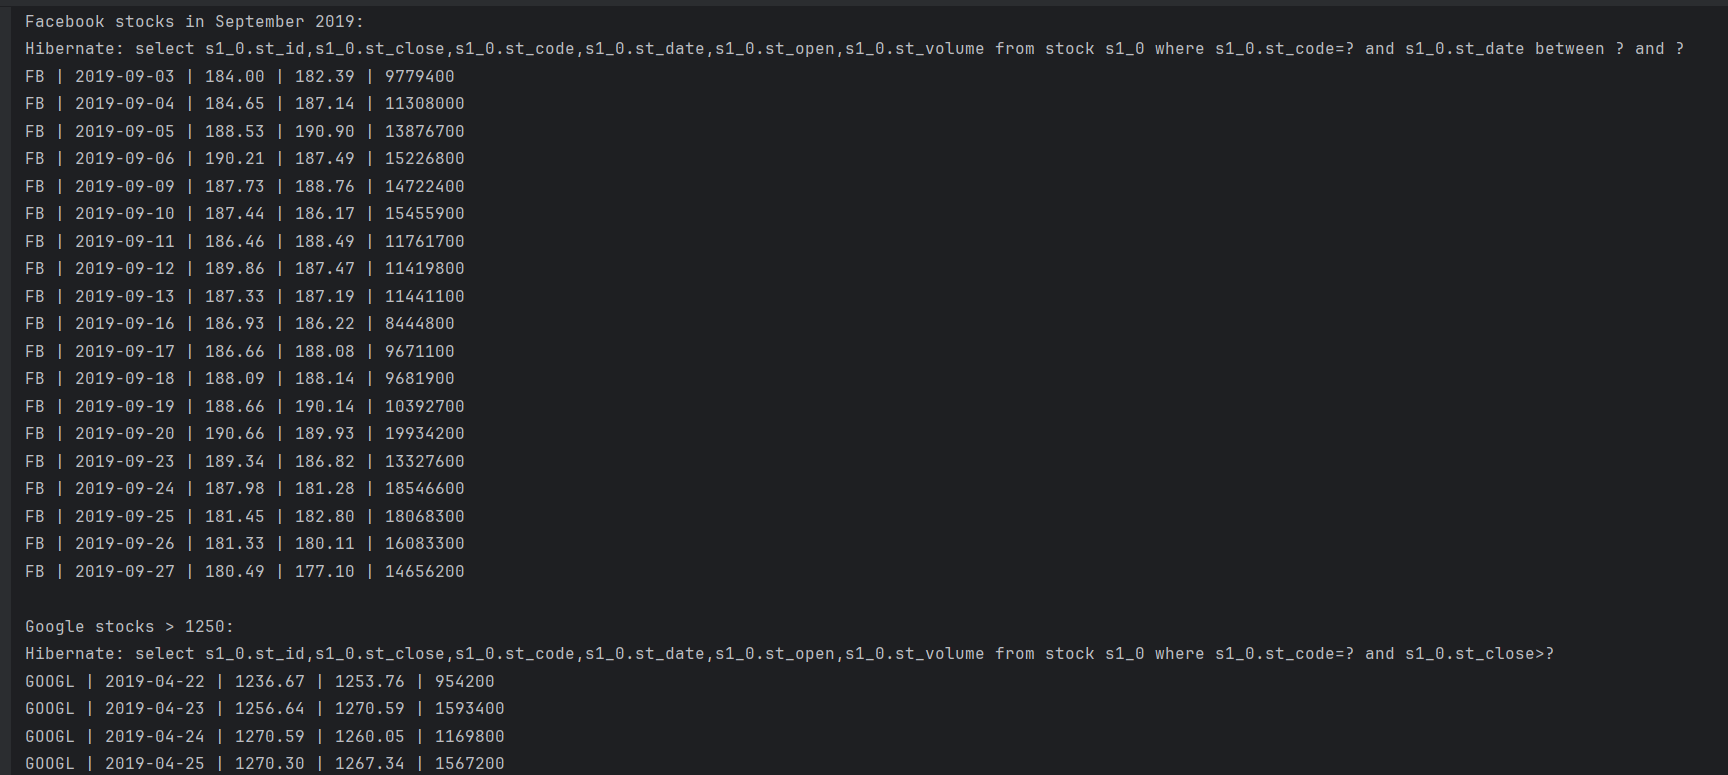 Facebook stocks in September 2019:
Hibernate: select s1_0.st_id,s1_0.st_close,s1_0.st_code,s1_0.st_date,s1_0.st_open,s1_0.st_volume from stock s1_0 where s1_0.st_code=? and s1_0.st_date between ? and ?
FB | 2019-09-03 | 184.00 | 182.39 | 9779400
FB | 2019-09-04 | 184.65 | 187.14 | 11308000
FB | 2019-09-05 | 188.53 | 190.90 | 13876700
FB | 2019-09-06 | 190.21 | 187.49 | 15226800
FB | 2019-09-09 | 187.73 | 188.76 | 14722400
FB | 2019-09-10 | 187.44 | 186.17 | 15455900
FB | 2019-09-11 | 186.46 | 188.49 | 11761700
FB | 2019-09-12 | 189.86 | 187.47 | 11419800
FB | 2019-09-13 | 187.33 | 187.19 | 11441100
FB | 2019-09-16 | 186.93 | 186.22 | 8444800
FB | 2019-09-17 | 186.66 | 188.08 | 9671100
FB | 2019-09-18 | 188.09 | 188.14 | 9681900
FB | 2019-09-19 | 188.66 | 190.14 | 10392700
FB | 2019-09-20 | 190.66 | 189.93 | 19934200
FB | 2019-09-23 | 189.34 | 186.82 | 13327600
FB | 2019-09-24 | 187.98 | 181.28 | 18546600
FB | 2019-09-25 | 181.45 | 182.80 | 18068300
FB | 2019-09-26 | 181.33 | 180.11 | 16083300
FB | 2019-09-27 | 180.49 | 177.10 | 14656200
Google stocks > 1250:
Hibernate: select s1_0.st_id,s1_0.st_close,s1_0.st_code,s1_0.st_date,s1_0.st_open,s1_0.st_volume from stock s1_0 where s1_0.st_code=? and s1_0.st_close>?
GOOGL | 2019-04-22 | 1236.67 | 1253.76 | 954200
GOOGL | 2019-04-23 | 1256.64 | 1270.59 | 1593400
GOOGL | 2019-04-24 | 1270.59 | 1260.05 | 1169800
GOOGL | 2019-04-25 | 1270.30 | 1267.34 | 1567200